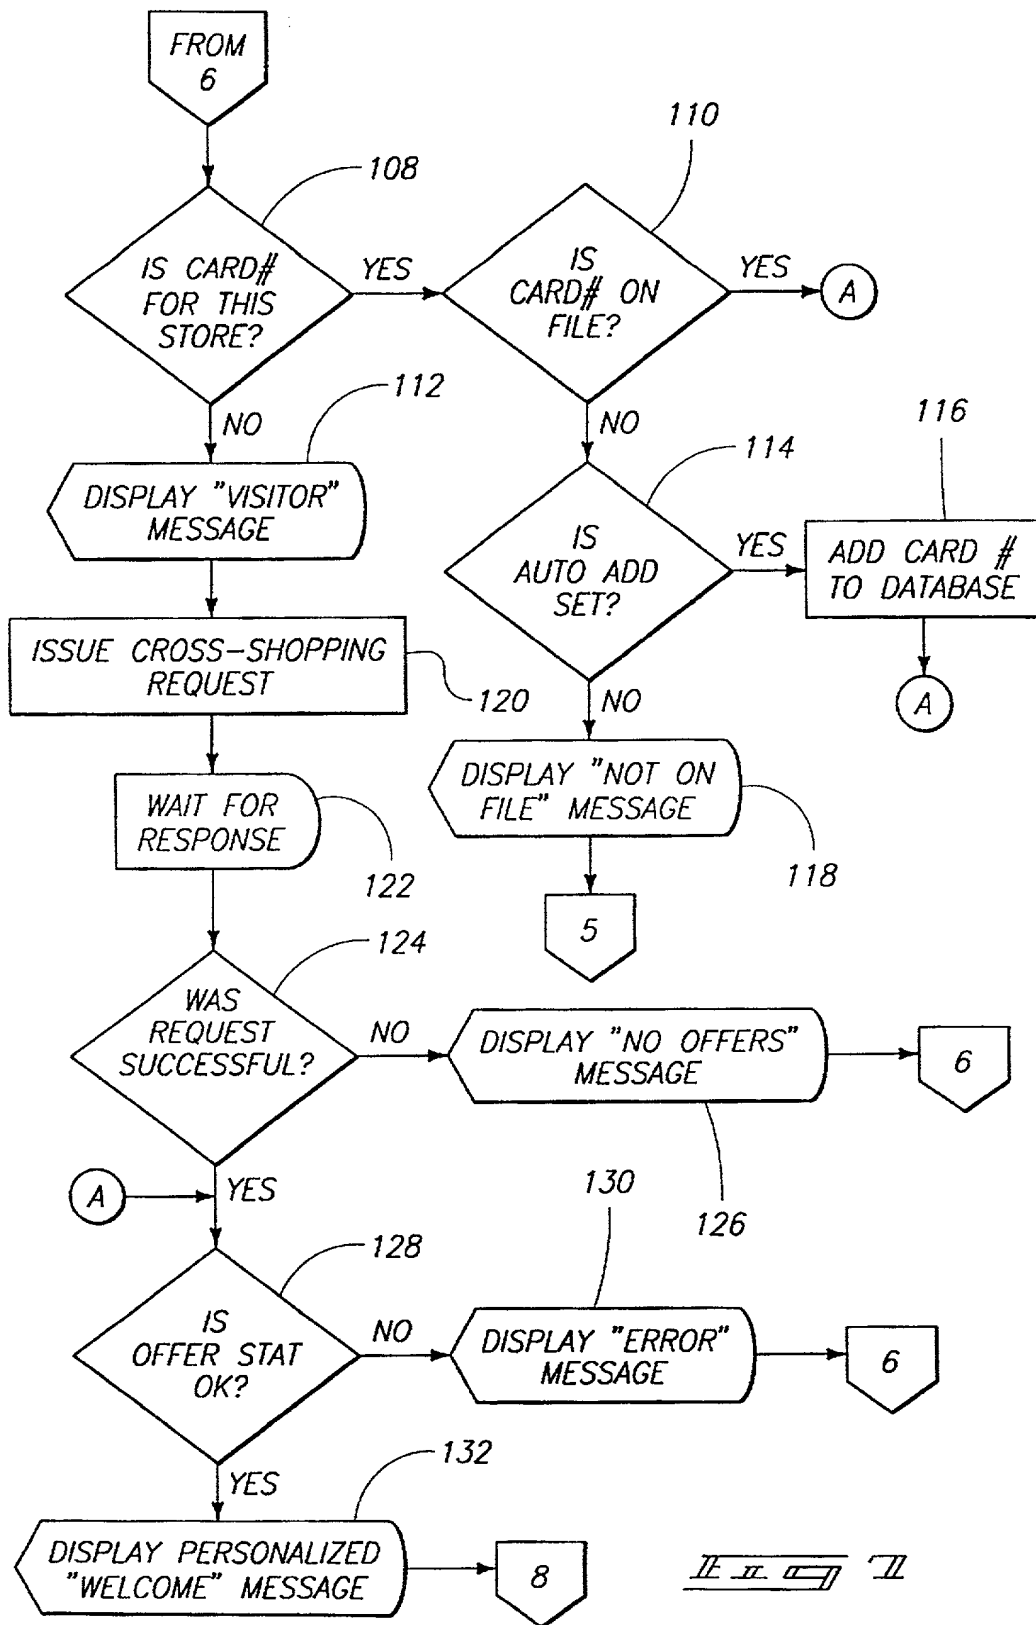 FROM
6
108
110
IS CARD#
FOR THIS
STORE?
YES
IS
CARD# ON
FILE?
YES
A
NO
112
DISPLAY "VISITOR"
MESSAGE
NO
114
116
IS
AUTO ADD
SET?
YES
ADD CARD #
TO DATABASE
A
ISSUE CROSS-SHOPPING
REQUEST
120
NO
DISPLAY "NOT ON
FILE" MESSAGE
118
5
WAIT FOR
RESPONSE
122
124
WAS
REQUEST
SUCCESSFUL?
NO
DISPLAY "NO OFFERS"
MESSAGE
126
6
A
YES
128
130
IS
OFFER STAT
OK?
NO
DISPLAY "ERROR"
MESSAGE
6
YES
132
DISPLAY PERSONALIZED
"WELCOME" MESSAGE
8
Fig 7